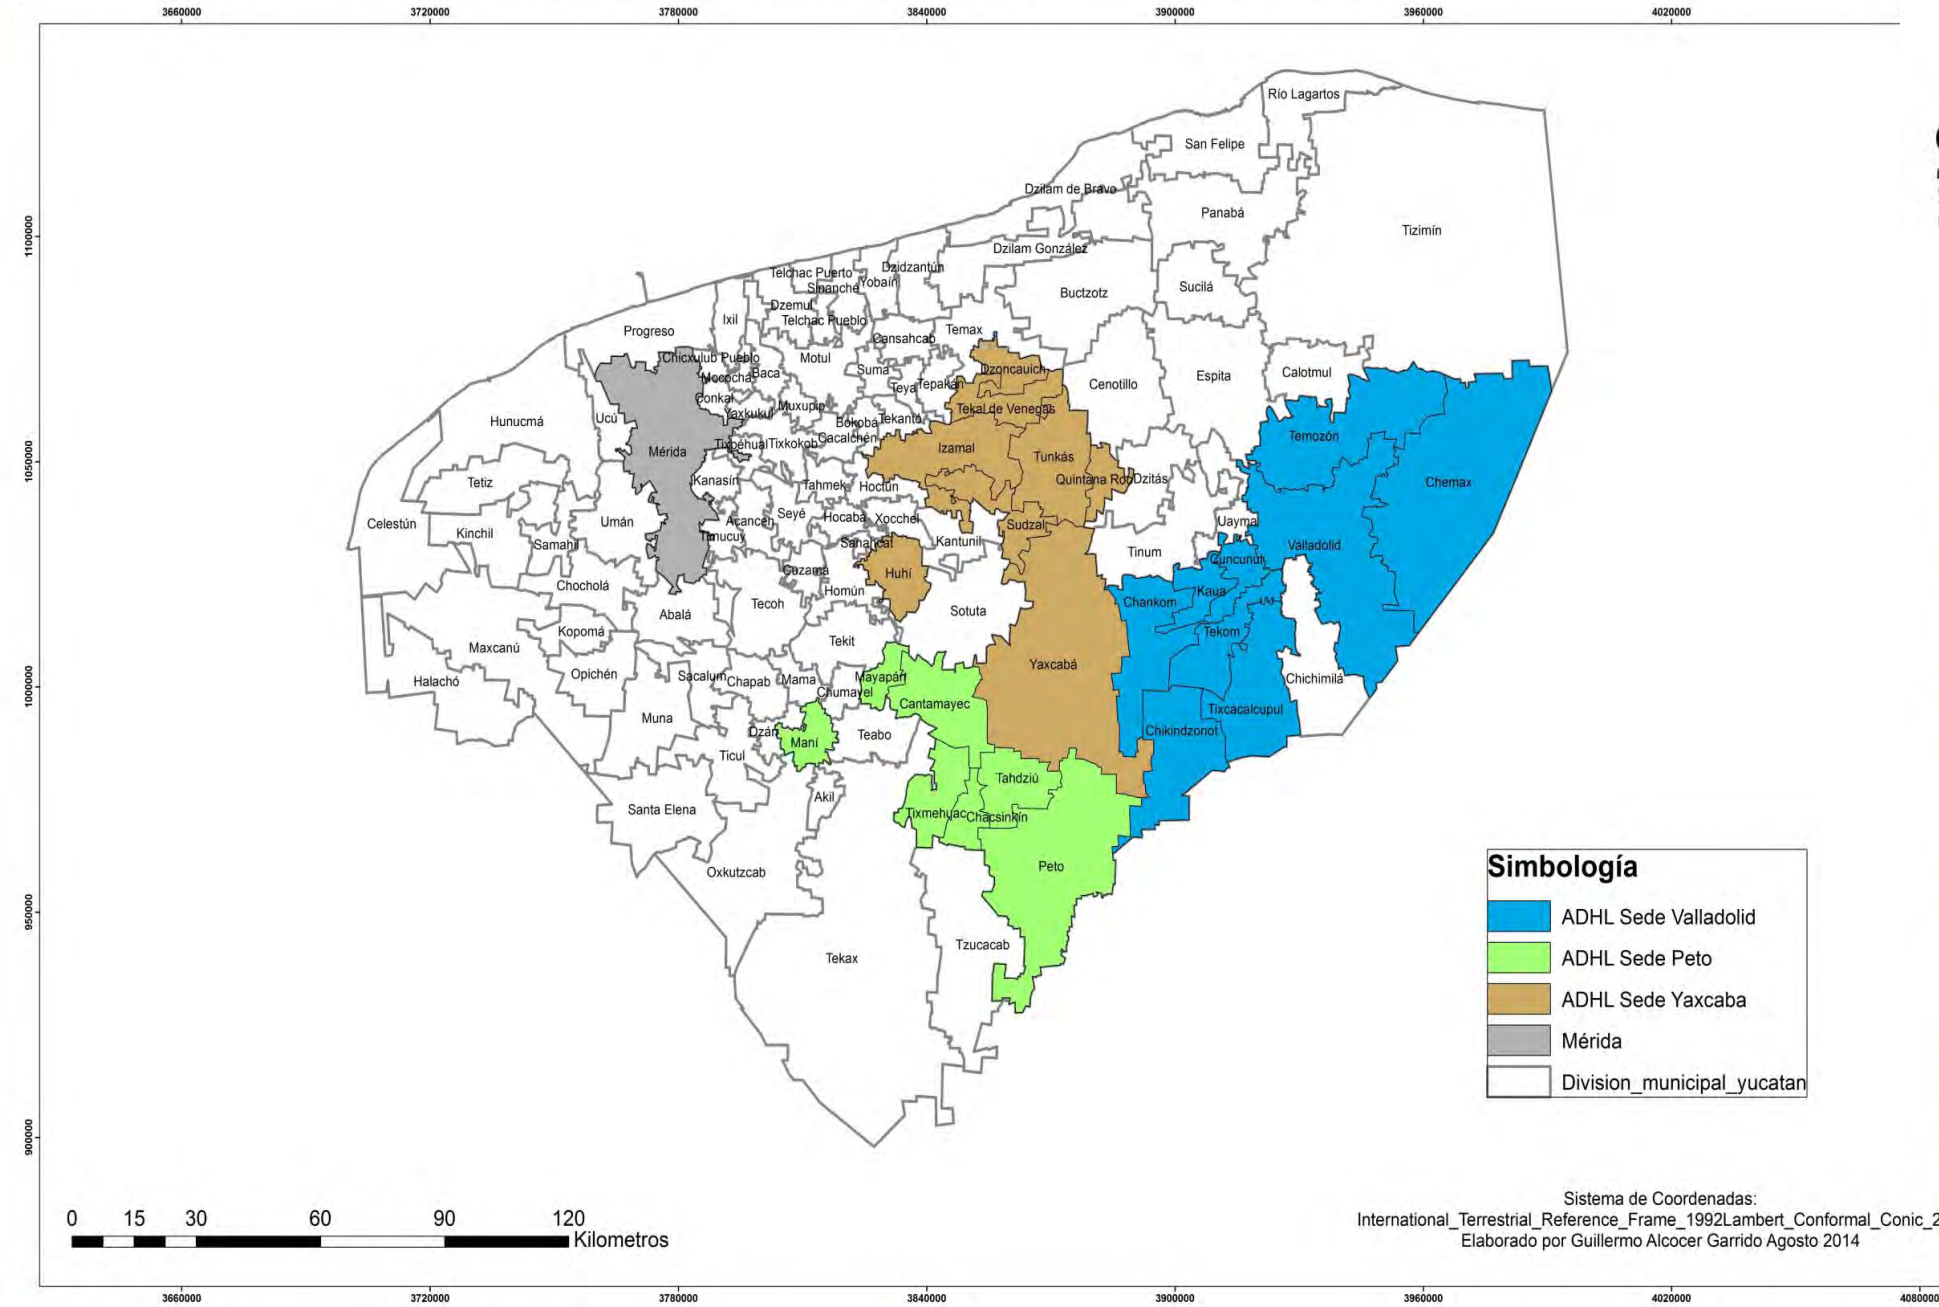 3660000 3720000 3780000 3840000 3900000 3960000 4020000
Río Lagartos
San Felipe
Dzilam de Bravo
Panabá
Tizimín
1100000
Dzilam González
Dzidzantún
Telchac Puerto
Yobaín
Sinanché
Buctzotz
Sucilá
Dzemul
Ixil
Telchac Pueblo
Progreso
Temax
Cansahcab
Chicxulub Pueblo
Motul
Dzoncauich
Suma
Calotmul
Baca
Mocochá
Espita
Teya
Tepakán
Cenotillo
Conkal
Muxupip
Tekal de Venegas
Yaxkukul
Hunucmá
Ucú
Tekantó
Bokobá
Temozón
Cacalchén
Tixpéhual
Tixkokob
Izamal
Mérida
Tunkás
1050000
Quintana Roo
Dzitás
Kanasín
Tetiz
Chemax
Tahmek
Hoctún
Seyé
Hocabá
Xocchel
Acanceh
Umán
Celestún
Sudzal
Uayma
Kinchil
Timucuy
Kantunil
Sanahcat
Samahil
Valladolid
Tinum
Cuncunul
Cuzamá
Huhí
Chocholá
Homún
Kaua
Chankom
Tecoh
Sotuta
Abalá
Kopomá
Tekom
Tekit
Maxcanú
Yaxcabá
Opichén
Sacalum
Mayapán
Chichimilá
Halachó
Chapab
Mama
1000000
Chumayel
Cantamayec
Tixcacalcupul
Muna
Dzán
Chikindzonot
Teabo
Maní
Ticul
Tahdziú
Akil
Santa Elena
Tixmehuac
Chacsinkín
Peto
Oxkutzcab
950000
Tzucacab
Tekax
900000
Simbología
ADHL Sede Valladolid
ADHL Sede Peto
ADHL Sede Yaxcaba
Mérida
Division_municipal_yucatan
0 15 30 60 90 120
Kilometros
Sistema de Coordenadas:
International_Terrestrial_Reference_Frame_1992Lambert_Conformal_Conic_2
Elaborado por Guillermo Alcocer Garrido Agosto 2014
3660000 3720000 3780000 3840000 3900000 3960000 4020000 4080000